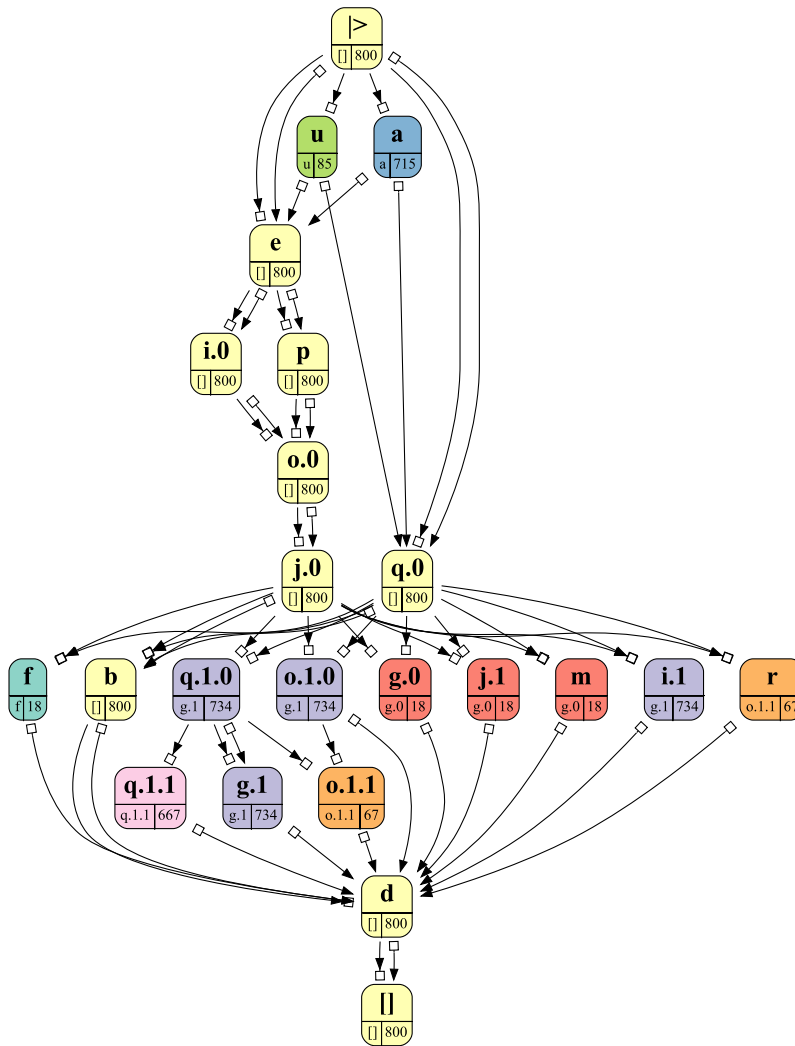 |>
[] 800
u a
u 85 a 715
e
[] 800
i.0 p
[] 800 [] 800
o.0
[] 800
j.0 q.0
[] 800 [] 800
f b q.1.0 o.1.0 g.0 j.1 m i.1 r
f 18 [] 800 g.1 734 g.1 734 g.0 18 g.0 18 g.0 18 g.1 734 o.1.1
q.1.1 g.1 o.1.1
q.1.1 667 g.1 734 o.1.1 67
d
[] 800
[]
[] 800